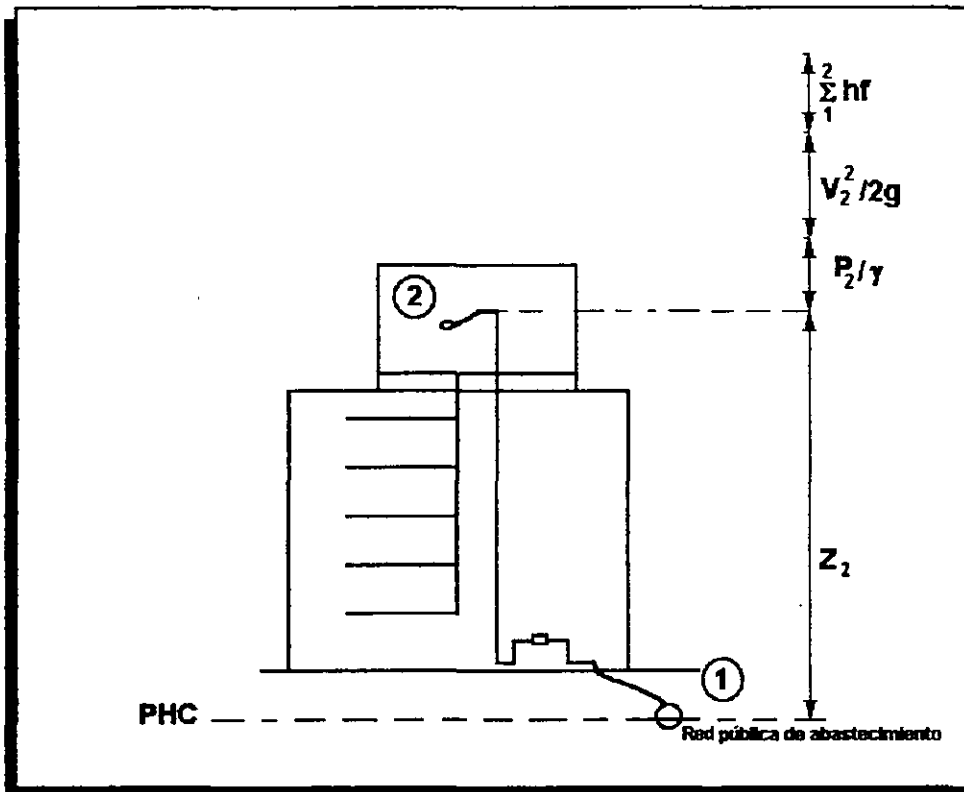 2
Σ hf
1
V₂²/2g
P₂/γ
2
Z₂
1
PHC
Red pública de abastecimiento